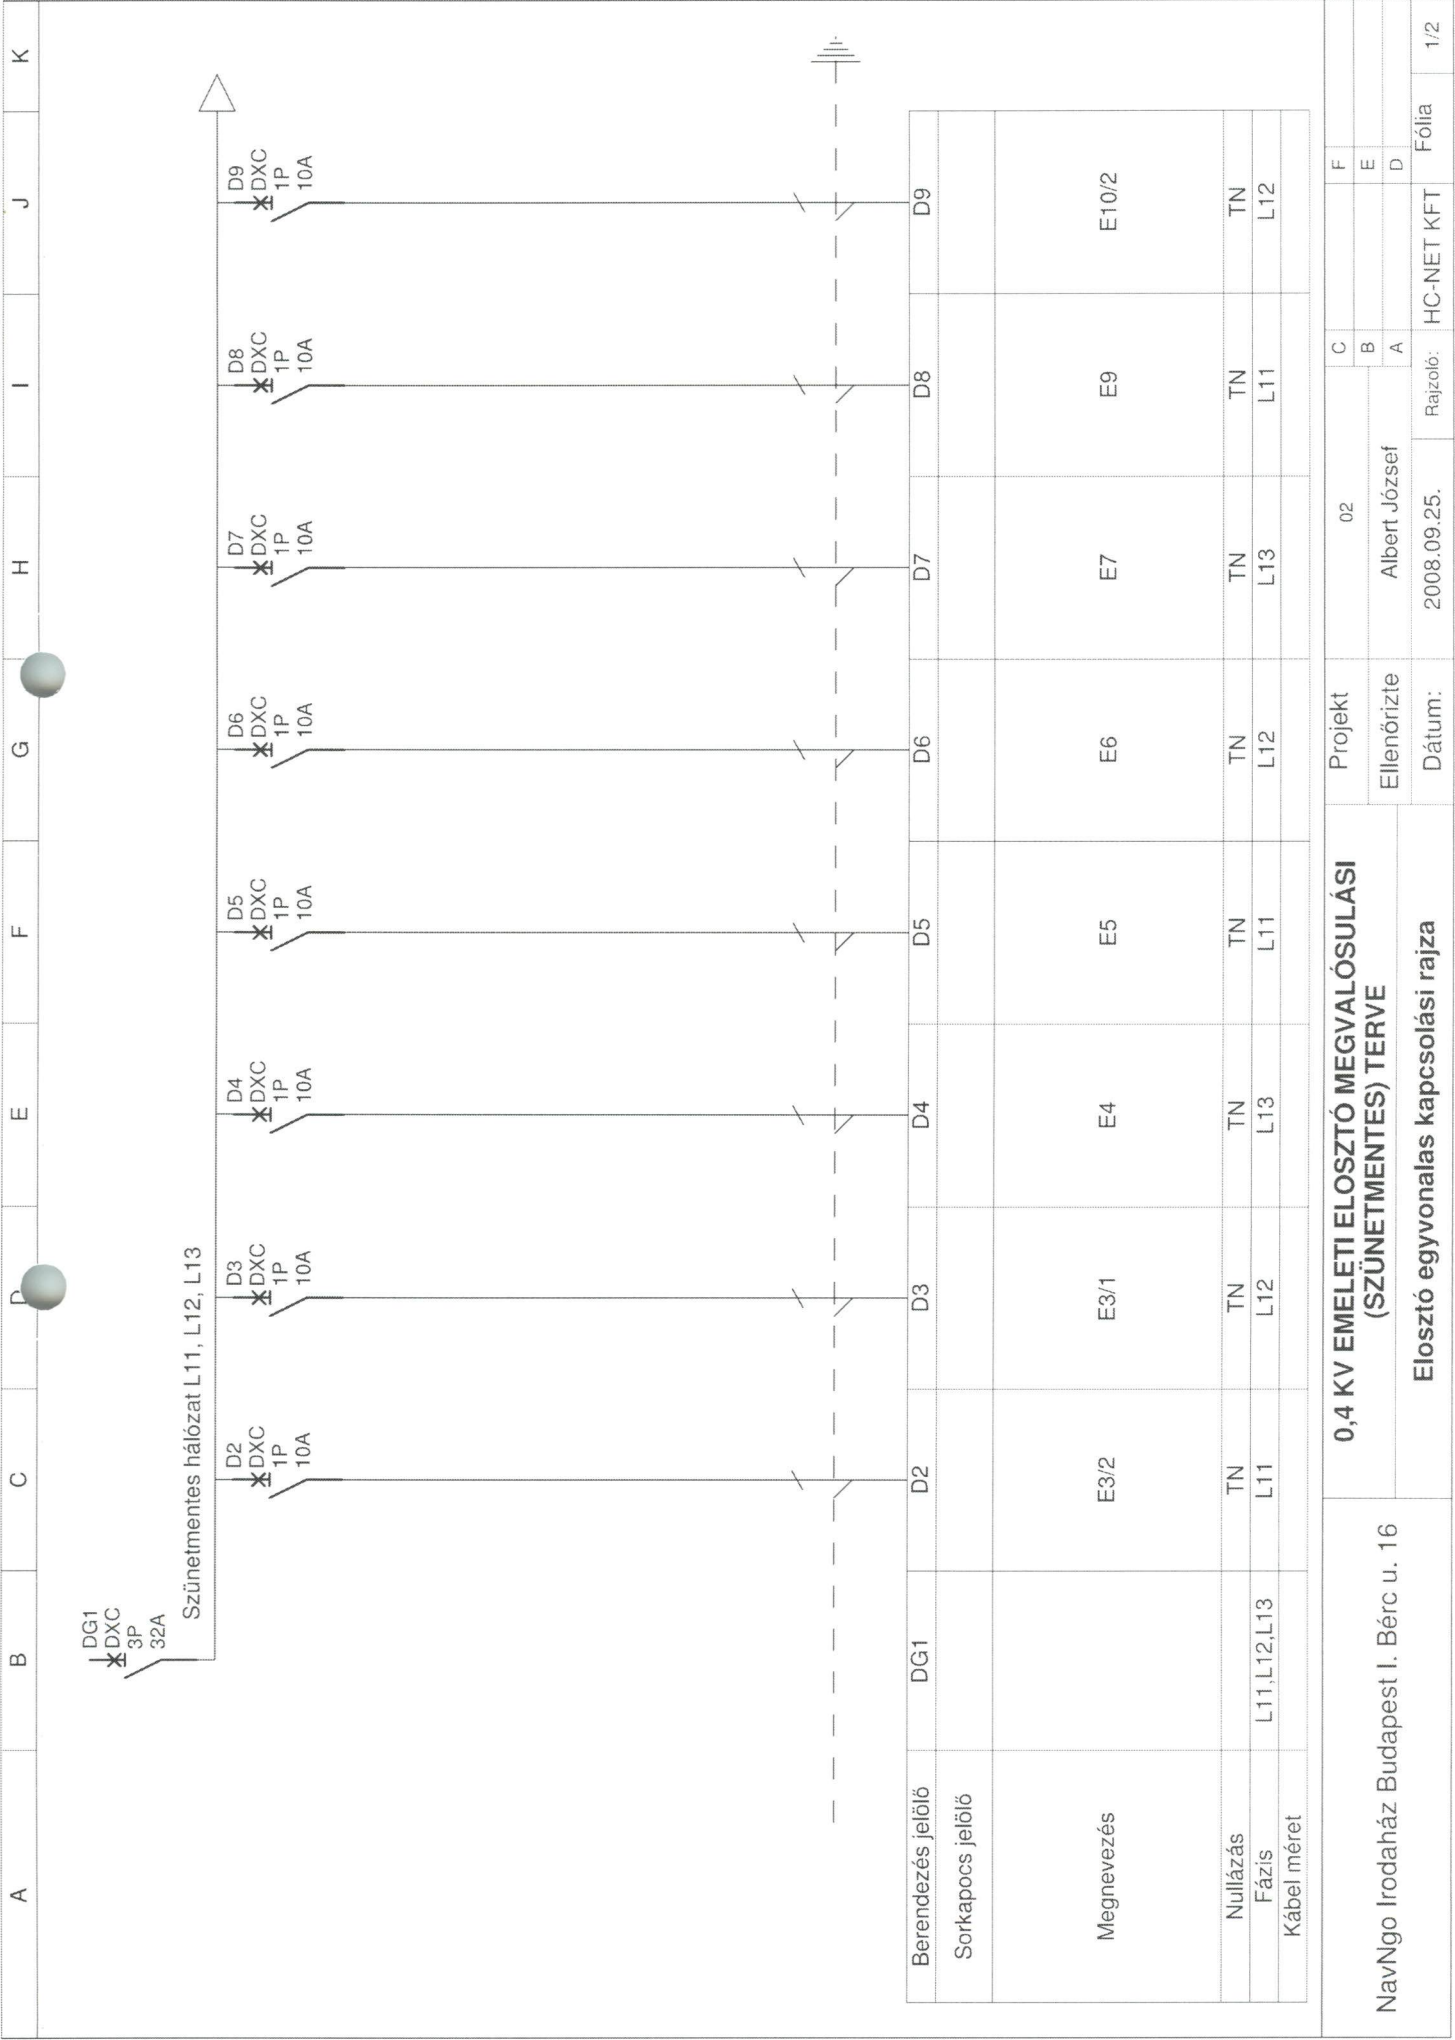 A B C D E F G H I J K
DG1
DXC
3P
32A
Szünetmentes hálózat L11, L12, L13
D2
DXC
1P
10A
D3
DXC
1P
10A
D4
DXC
1P
10A
D5
DXC
1P
10A
D6
DXC
1P
10A
D7
DXC
1P
10A
D8
DXC
1P
10A
D9
DXC
1P
10A
Berendezés jelölő DG1 D2 D3 D4 D5 D6 D7 D8 D9
Sorkapocs jelölő
Megnevezés E3/2 E3/1 E4 E5 E6 E7 E9 E10/2
Nullázás TN TN TN TN TN TN TN TN
Fázis L11,L12,L13 L11 L12 L13 L11 L12 L13 L11 L12
Kábel méret
NavNgo Irodaház Budapest I. Bérc u. 16
0,4 KV EMELETI ELOSZTÓ MEGVALÓSULÁSI
(SZÜNETMENTES) TERVE
Elosztó egyvonalas kapcsolási rajza
Projekt 02
Ellenőrizte Albert József
Dátum: 2008.09.25.
C F
B E
A D
Rajzoló: HC-NET KFT Fólia 1/2